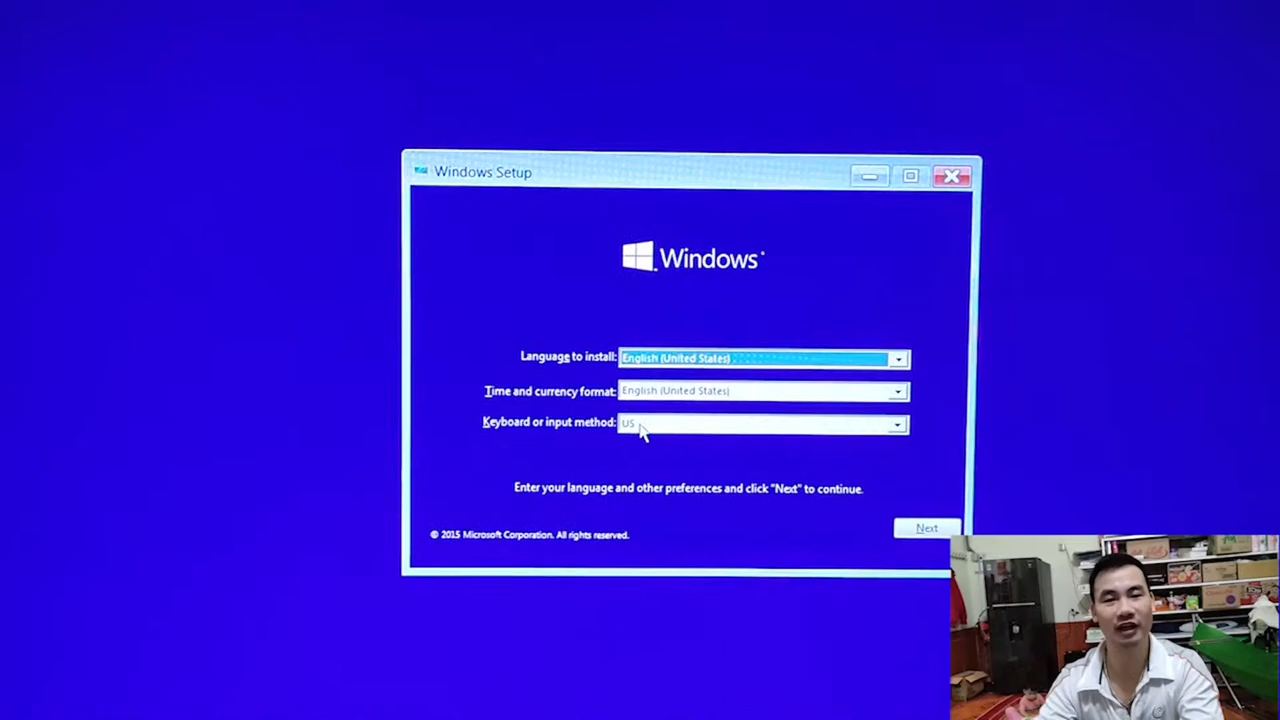 Windows Setup
Windows
Language to install: English (United States)
Time and currency format: English (United States)
Keyboard or input method: US
Enter your language and other preferences and click "Next" to continue.
© 2015 Microsoft Corporation. All rights reserved.
Next